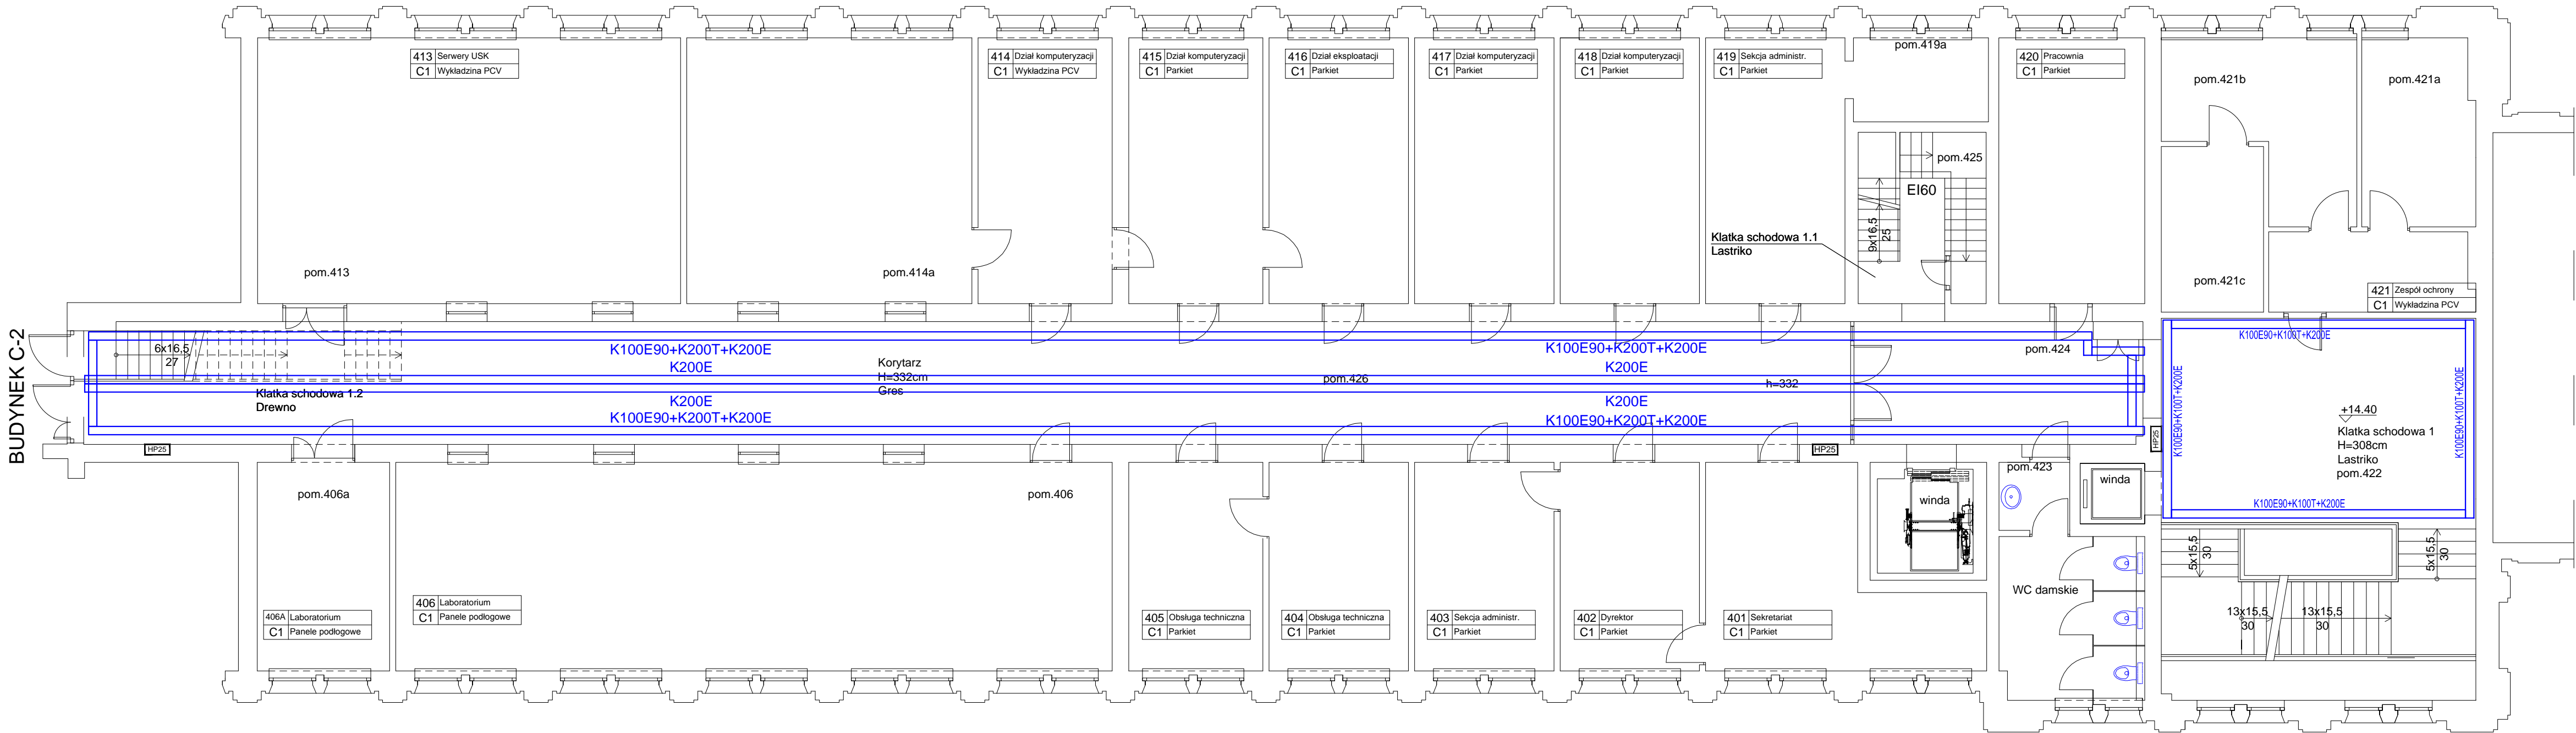 BUDYNEK C-2
413 Serwery USK
C1 Wykładzina PCV
414 Dział komputeryzacji
C1 Wykładzina PCV
415 Dział komputeryzacji
C1 Parkiet
416 Dział eksploatacji
C1 Parkiet
417 Dział komputeryzacji
C1 Parkiet
418 Dział komputeryzacji
C1 Parkiet
419 Sekcja administr.
C1 Parkiet
pom.419a
420 Pracownia
C1 Parkiet
pom.421b
pom.421a
pom.425
EI60
9x16,5
25
Klatka schodowa 1.1
Lastriko
pom.413
pom.414a
pom.421c
421 Zespół ochrony
C1 Wykładzina PCV
6x16,5
27
Klatka schodowa 1.2
Drewno
K100E90+K200T+K200E
K200E
K200E
K100E90+K200T+K200E
Korytarz
H=332cm
Gres
pom.426
K100E90+K200T+K200E
K200E
K200E
K100E90+K200T+K200E
h=332
pom.424
K100E90+K100T+K200E
K100E90+K100T+K200E
K100E90+K100T+K200E
K100E90+K100T+K200E
+14.40
Klatka schodowa 1
H=308cm
Lastriko
pom.422
HP25
HP25
HP25
pom.406a
pom.406
winda
pom.423
winda
WC damskie
5x15,5
30
5x15,5
30
13x15,5
30
13x15,5
30
406A Laboratorium
C1 Panele podłogowe
406 Laboratorium
C1 Panele podłogowe
405 Obsługa techniczna
C1 Parkiet
404 Obsługa techniczna
C1 Parkiet
403 Sekcja administr.
C1 Parkiet
402 Dyrektor
C1 Parkiet
401 Sekretariat
C1 Parkiet